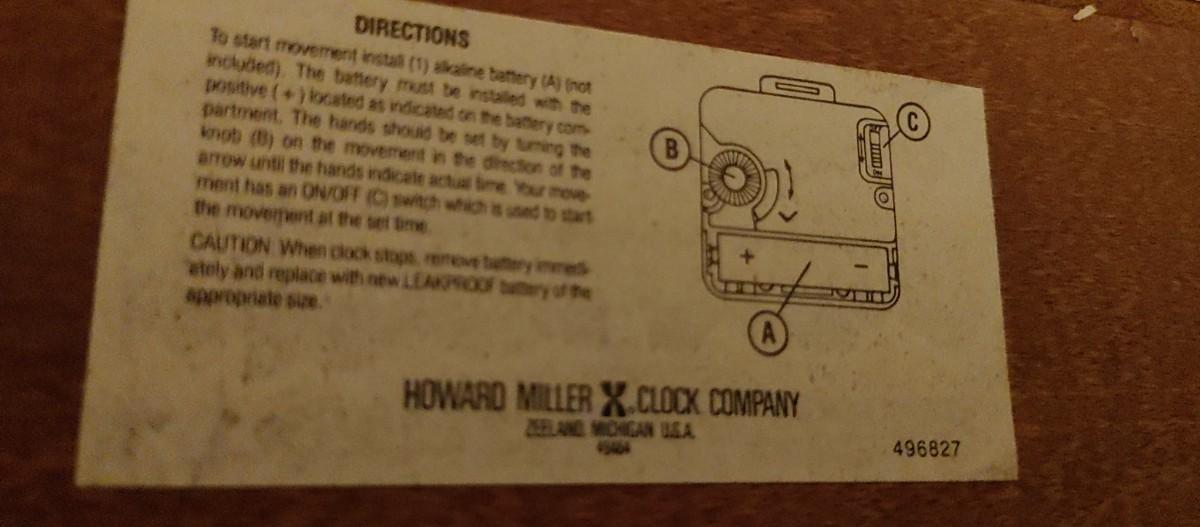 DIRECTIONS
To start movement install (1) alkaline battery (A) (not
included). The battery must be installed with the
positive (+) located as indicated on the battery com-
partment. The hands should be set by turning the
knob (B) on the movement in the direction of the
arrow until the hands indicate actual time. Your move-
ment has an ON/OFF (C) switch which is used to start
the movement at the set time.
CAUTION: When clock stops, remove battery immedi-
ately and replace with new LEAKPROOF battery of the
appropriate size.
B
C
+
−
A
HOWARD MILLER CLOCK COMPANY
ZEELAND, MICHIGAN U.S.A.
49464
496827